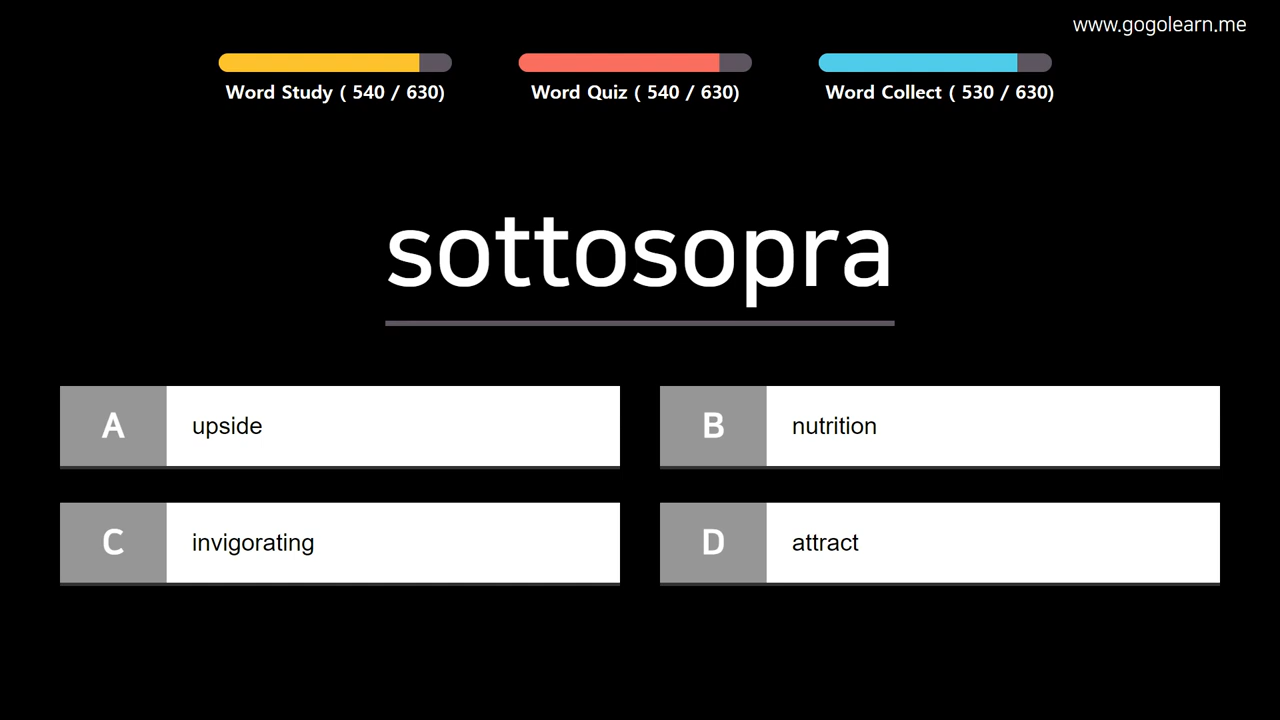 www.gogolearn.me
Word Study ( 540 / 630)
Word Quiz ( 540 / 630)
Word Collect ( 530 / 630)
sottosopra
A upside
B nutrition
C invigorating
D attract